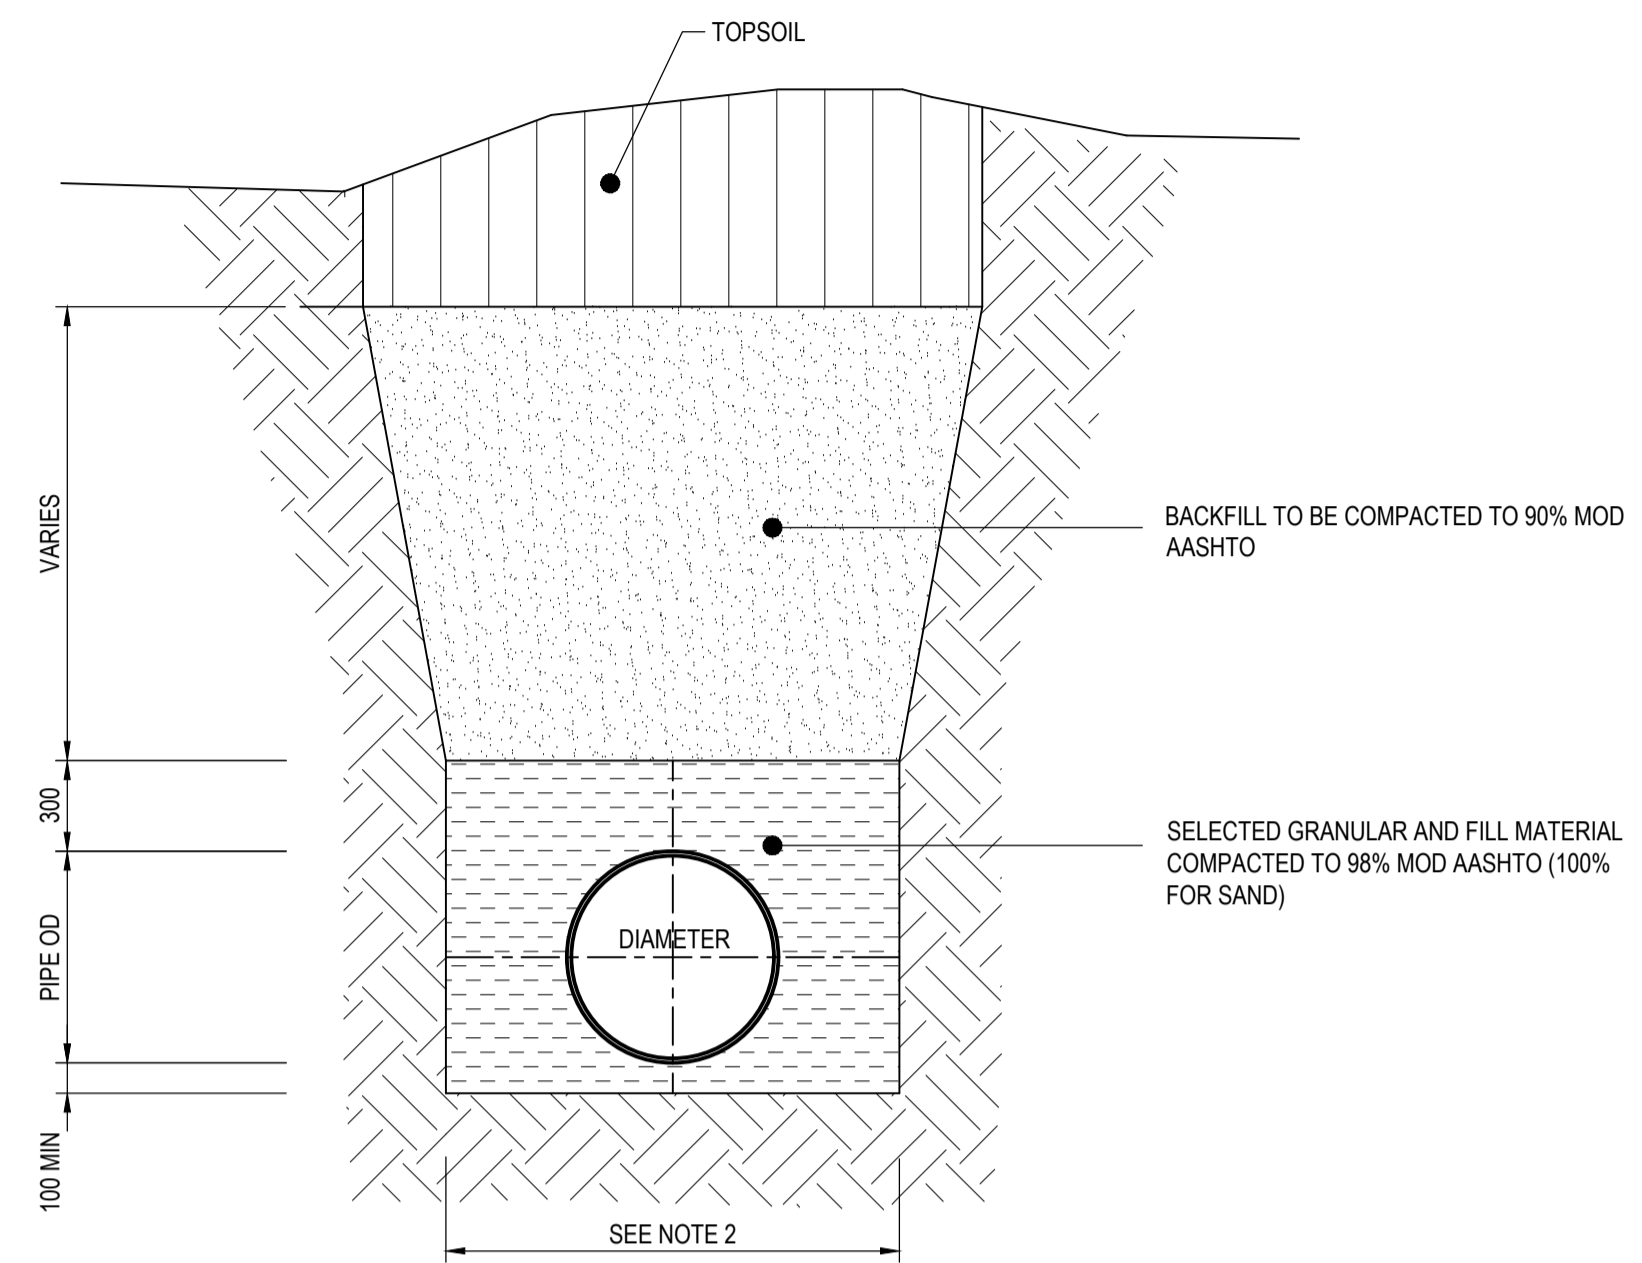 TOPSOIL
VARIES
BACKFILL TO BE COMPACTED TO 90% MOD
AASHTO
300
SELECTED GRANULAR AND FILL MATERIAL
COMPACTED TO 98% MOD AASHTO (100%
FOR SAND)
PIPE OD
DIAMETER
100 MIN
SEE NOTE 2